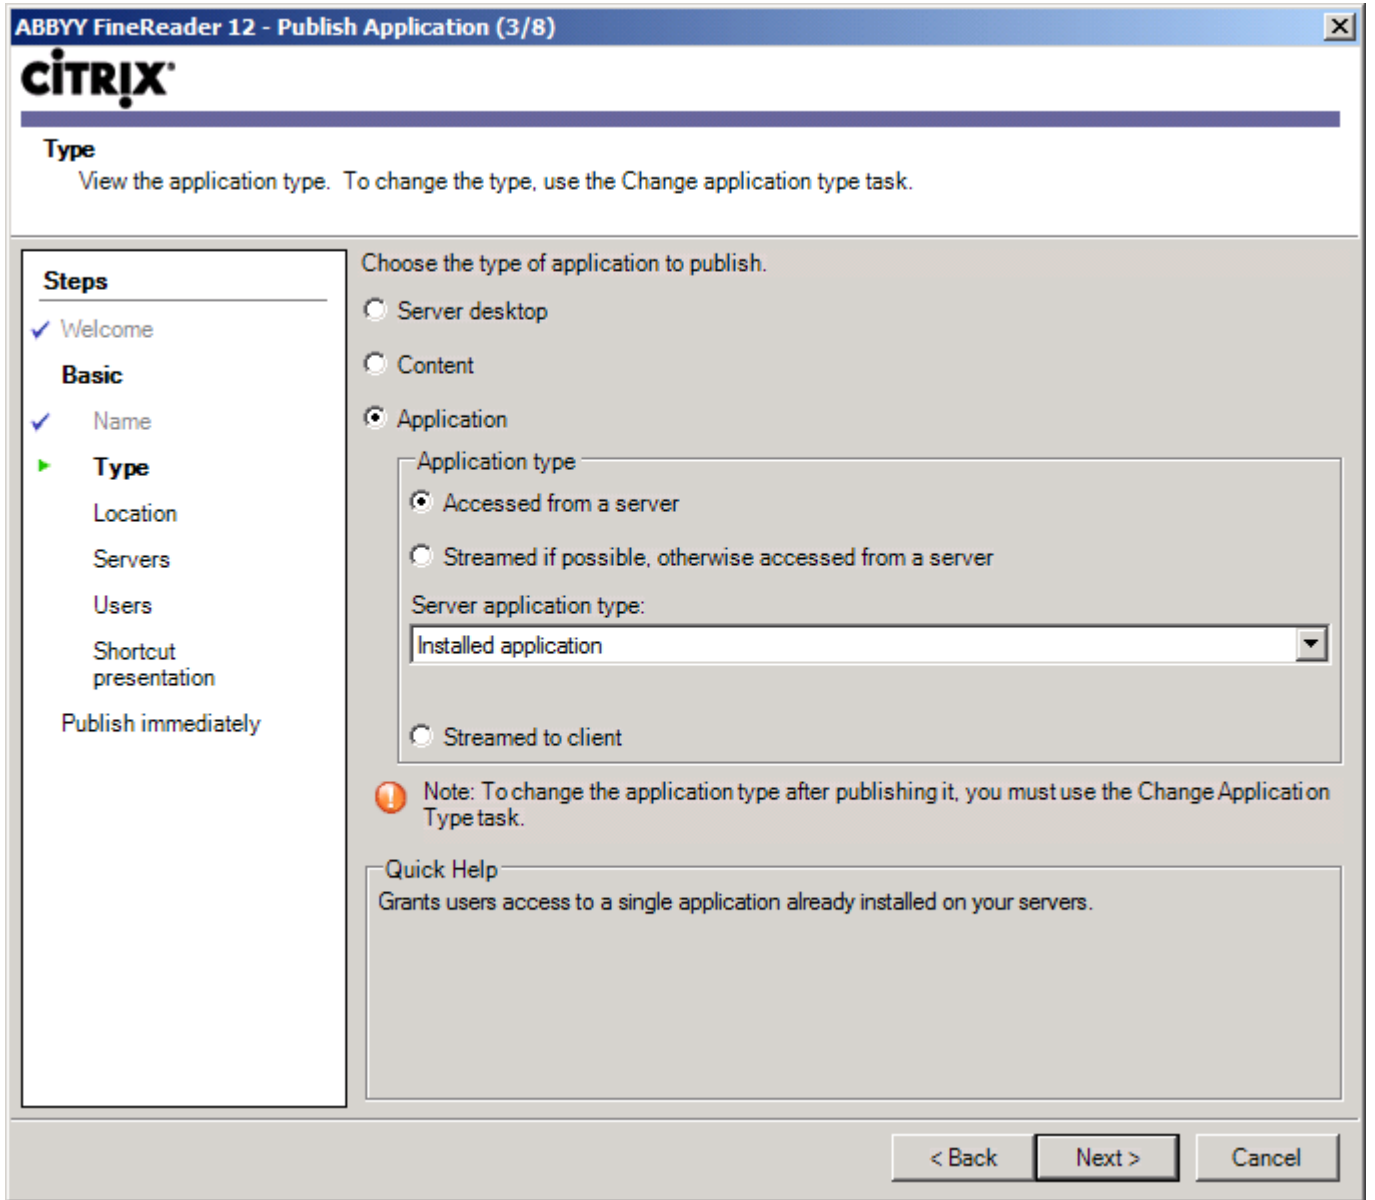 ABBYY FineReader 12 - Publish Application (3/8)
CITRIX
Type
View the application type. To change the type, use the Change application type task.
Steps
Welcome
Basic
Name
Type
Location
Servers
Users
Shortcut
presentation
Publish immediately
Choose the type of application to publish.
Server desktop
Content
Application
Application type
Accessed from a server
Streamed if possible, otherwise accessed from a server
Server application type:
Installed application
Streamed to client
Note: To change the application type after publishing it, you must use the Change Application
Type task.
Quick Help
Grants users access to a single application already installed on your servers.
< Back
Next >
Cancel